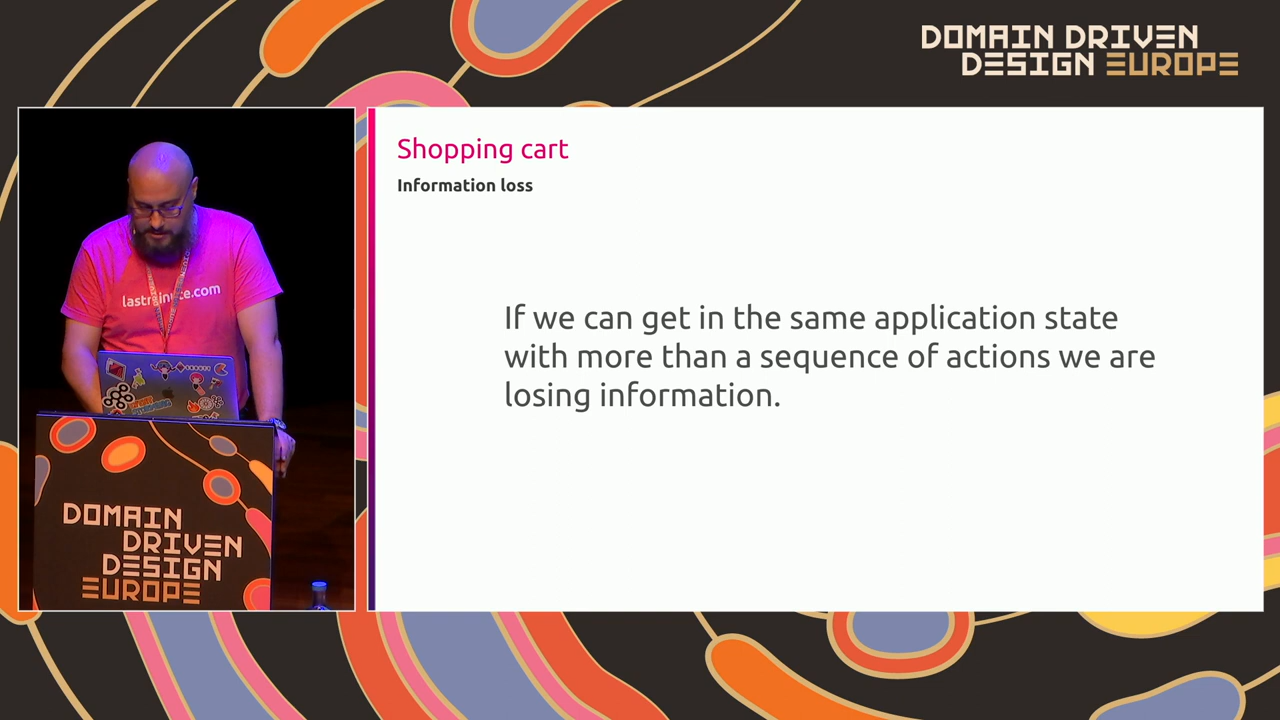 DOMAIN DRIVEN
DESIGN EUROPE
Shopping cart
Information loss
If we can get in the same application state
with more than a sequence of actions we are
losing information.
DOMAIN
DRIVEN
DESIGN
EUROPE